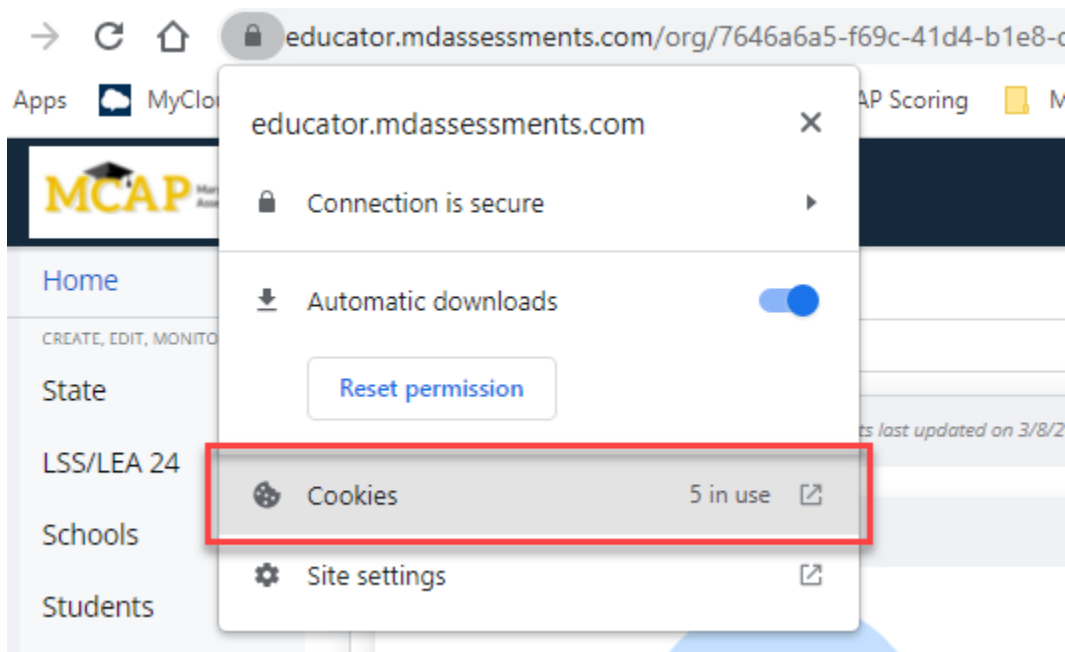 educator.mdassessments.com/org/7646a6a5-f69c-41d4-b1e8-
Apps MyClou AP Scoring M
educator.mdassessments.com
MCAP
Connection is secure
Home
Automatic downloads
CREATE, EDIT, MONITO
Reset permission
State
ts last updated on 3/8/2
LSS/LEA 24
Cookies 5 in use
Schools
Site settings
Students